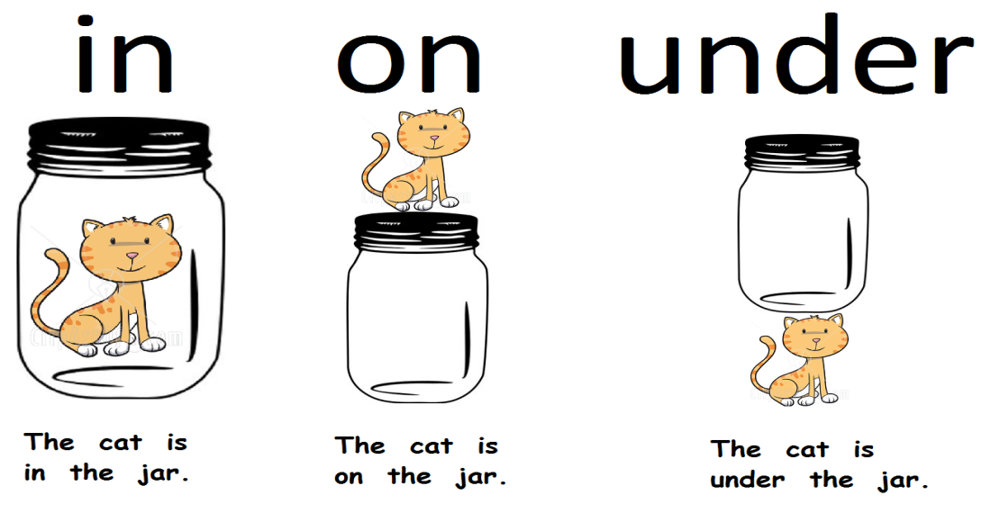 in
on
under
The cat is
in the jar.
The cat is
on the jar.
The cat is
under the jar.